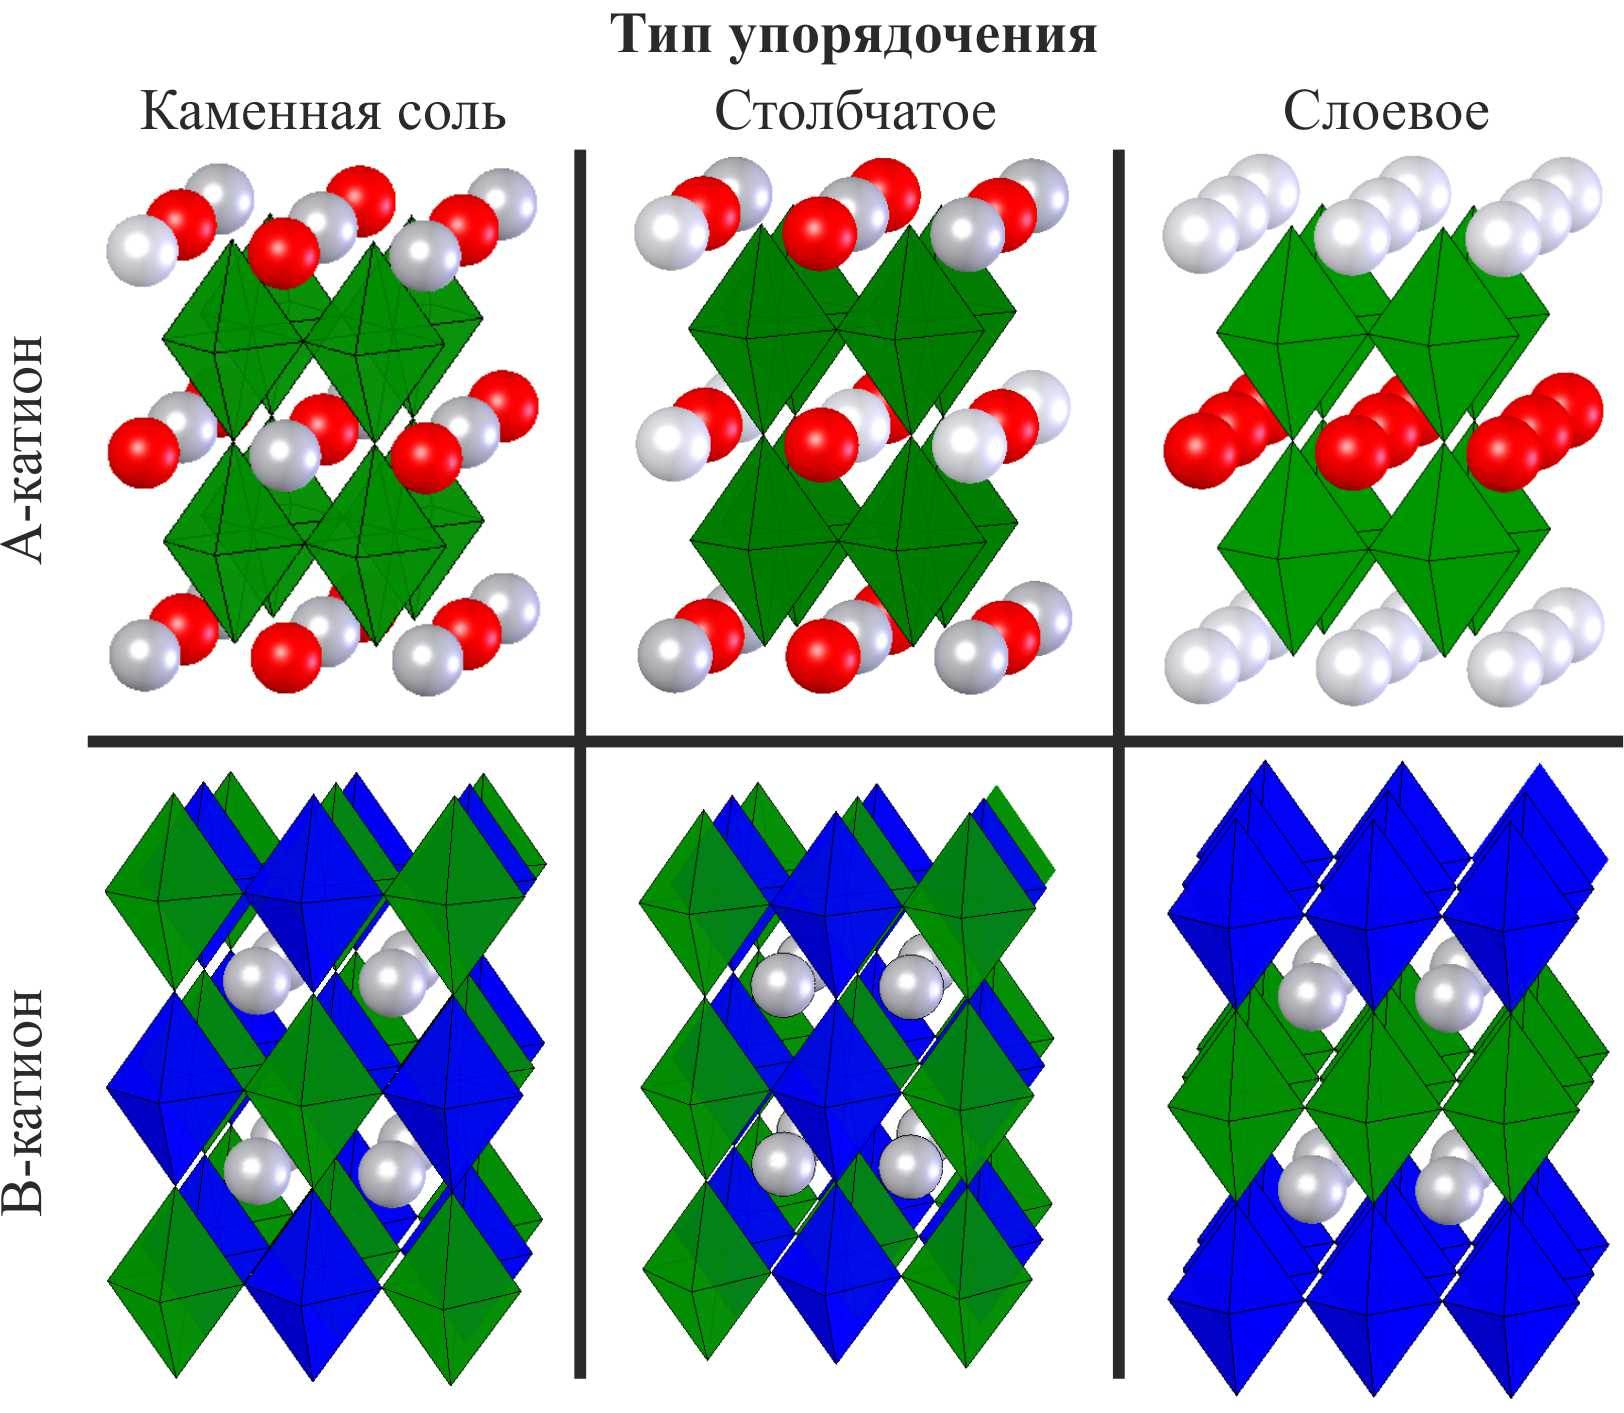 Тип упорядочения
Каменная соль
Столбчатое
Слоевое
А-катион
В-катион